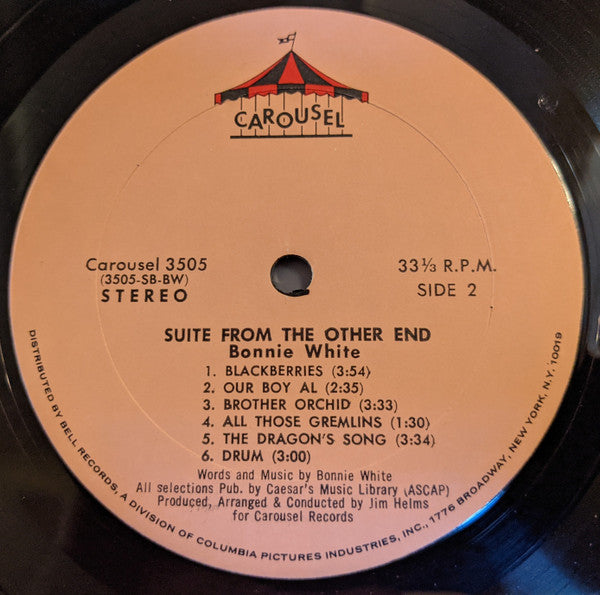 CAROUSEL
Carousel 3505
(3505-SB-BW)
STEREO
33⅓ R.P.M.
SIDE 2
SUITE FROM THE OTHER END
Bonnie White
1. BLACKBERRIES (3:54)
2. OUR BOY AL (2:35)
3. BROTHER ORCHID (3:33)
4. ALL THOSE GREMLINS (1:30)
5. THE DRAGON'S SONG (3:34)
6. DRUM (3:00)
Words and Music by Bonnie White
All selections Pub. by Caesar's Music Library (ASCAP)
Produced, Arranged & Conducted by Jim Helms
for Carousel Records
DISTRIBUTED BY BELL RECORDS, A DIVISION OF COLUMBIA PICTURES INDUSTRIES, INC., 1776 BROADWAY, NEW YORK, N.Y. 10019